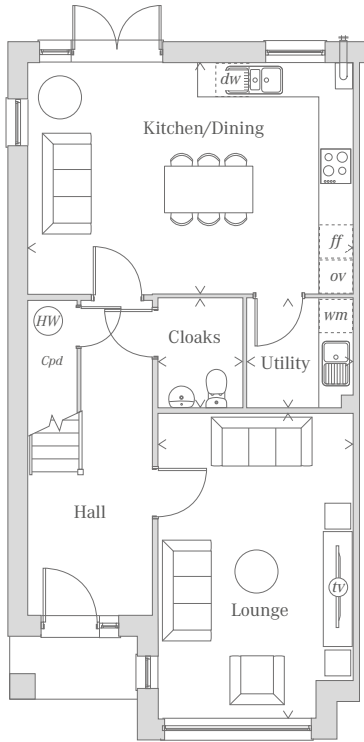 dw
Kitchen/Dining
ff
ov
HW
Cloaks
wm
Cpd
Utility
Hall
tv
Lounge